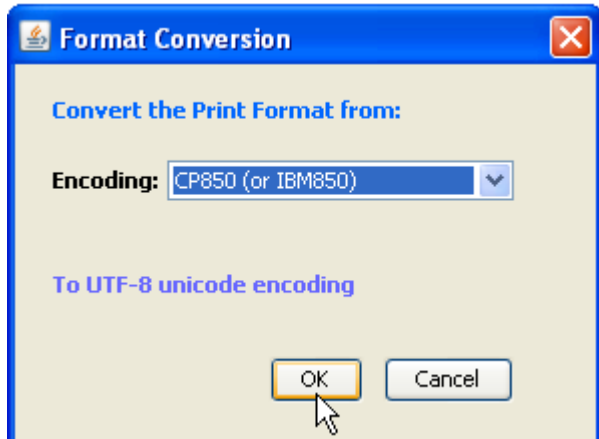 Format Conversion
Convert the Print Format from:
Encoding: CP850 (or IBM850)
To UTF-8 unicode encoding
OK Cancel